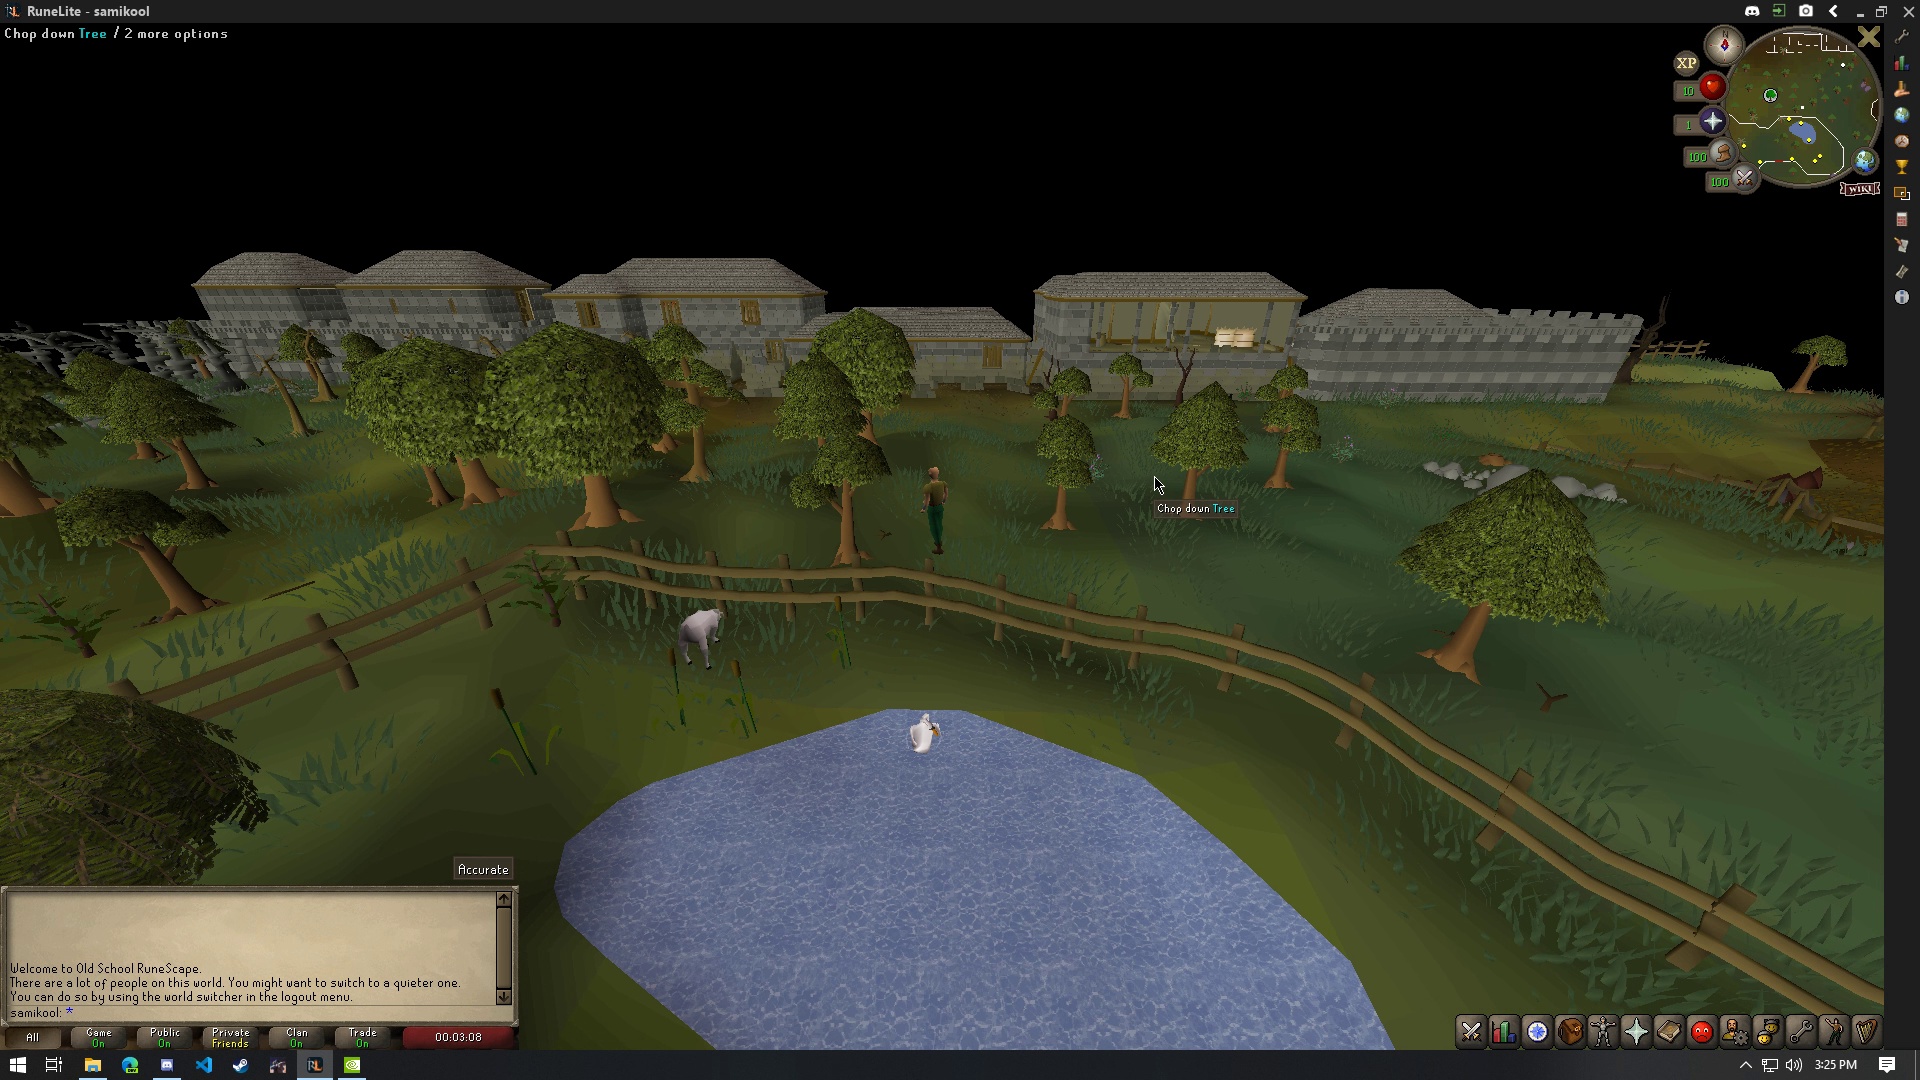 RuneLite - samikool
Chop down Tree / 2 more options
N
XP
10
1
100
100
WIKI
Chop down Tree
Accurate
Welcome to Old School RuneScape.
There are a lot of people on this world. You might want to switch to a quieter one.
You can do so by using the world switcher in the logout menu.
samikool: *
All
Game
On
Public
On
Private
Friends
Clan
On
Trade
On
00:03:08
3:25 PM